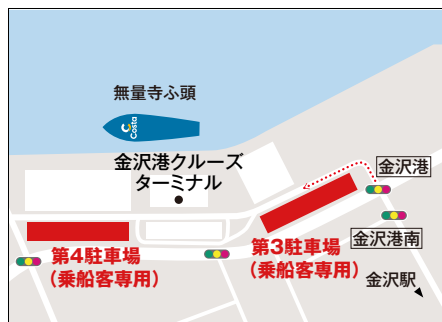 無量寺ふ頭
Costa
金沢港クルーズ
ターミナル
金沢港
金沢港南
第3駐車場
（乗船客専用）
第4駐車場
（乗船客専用）
金沢駅